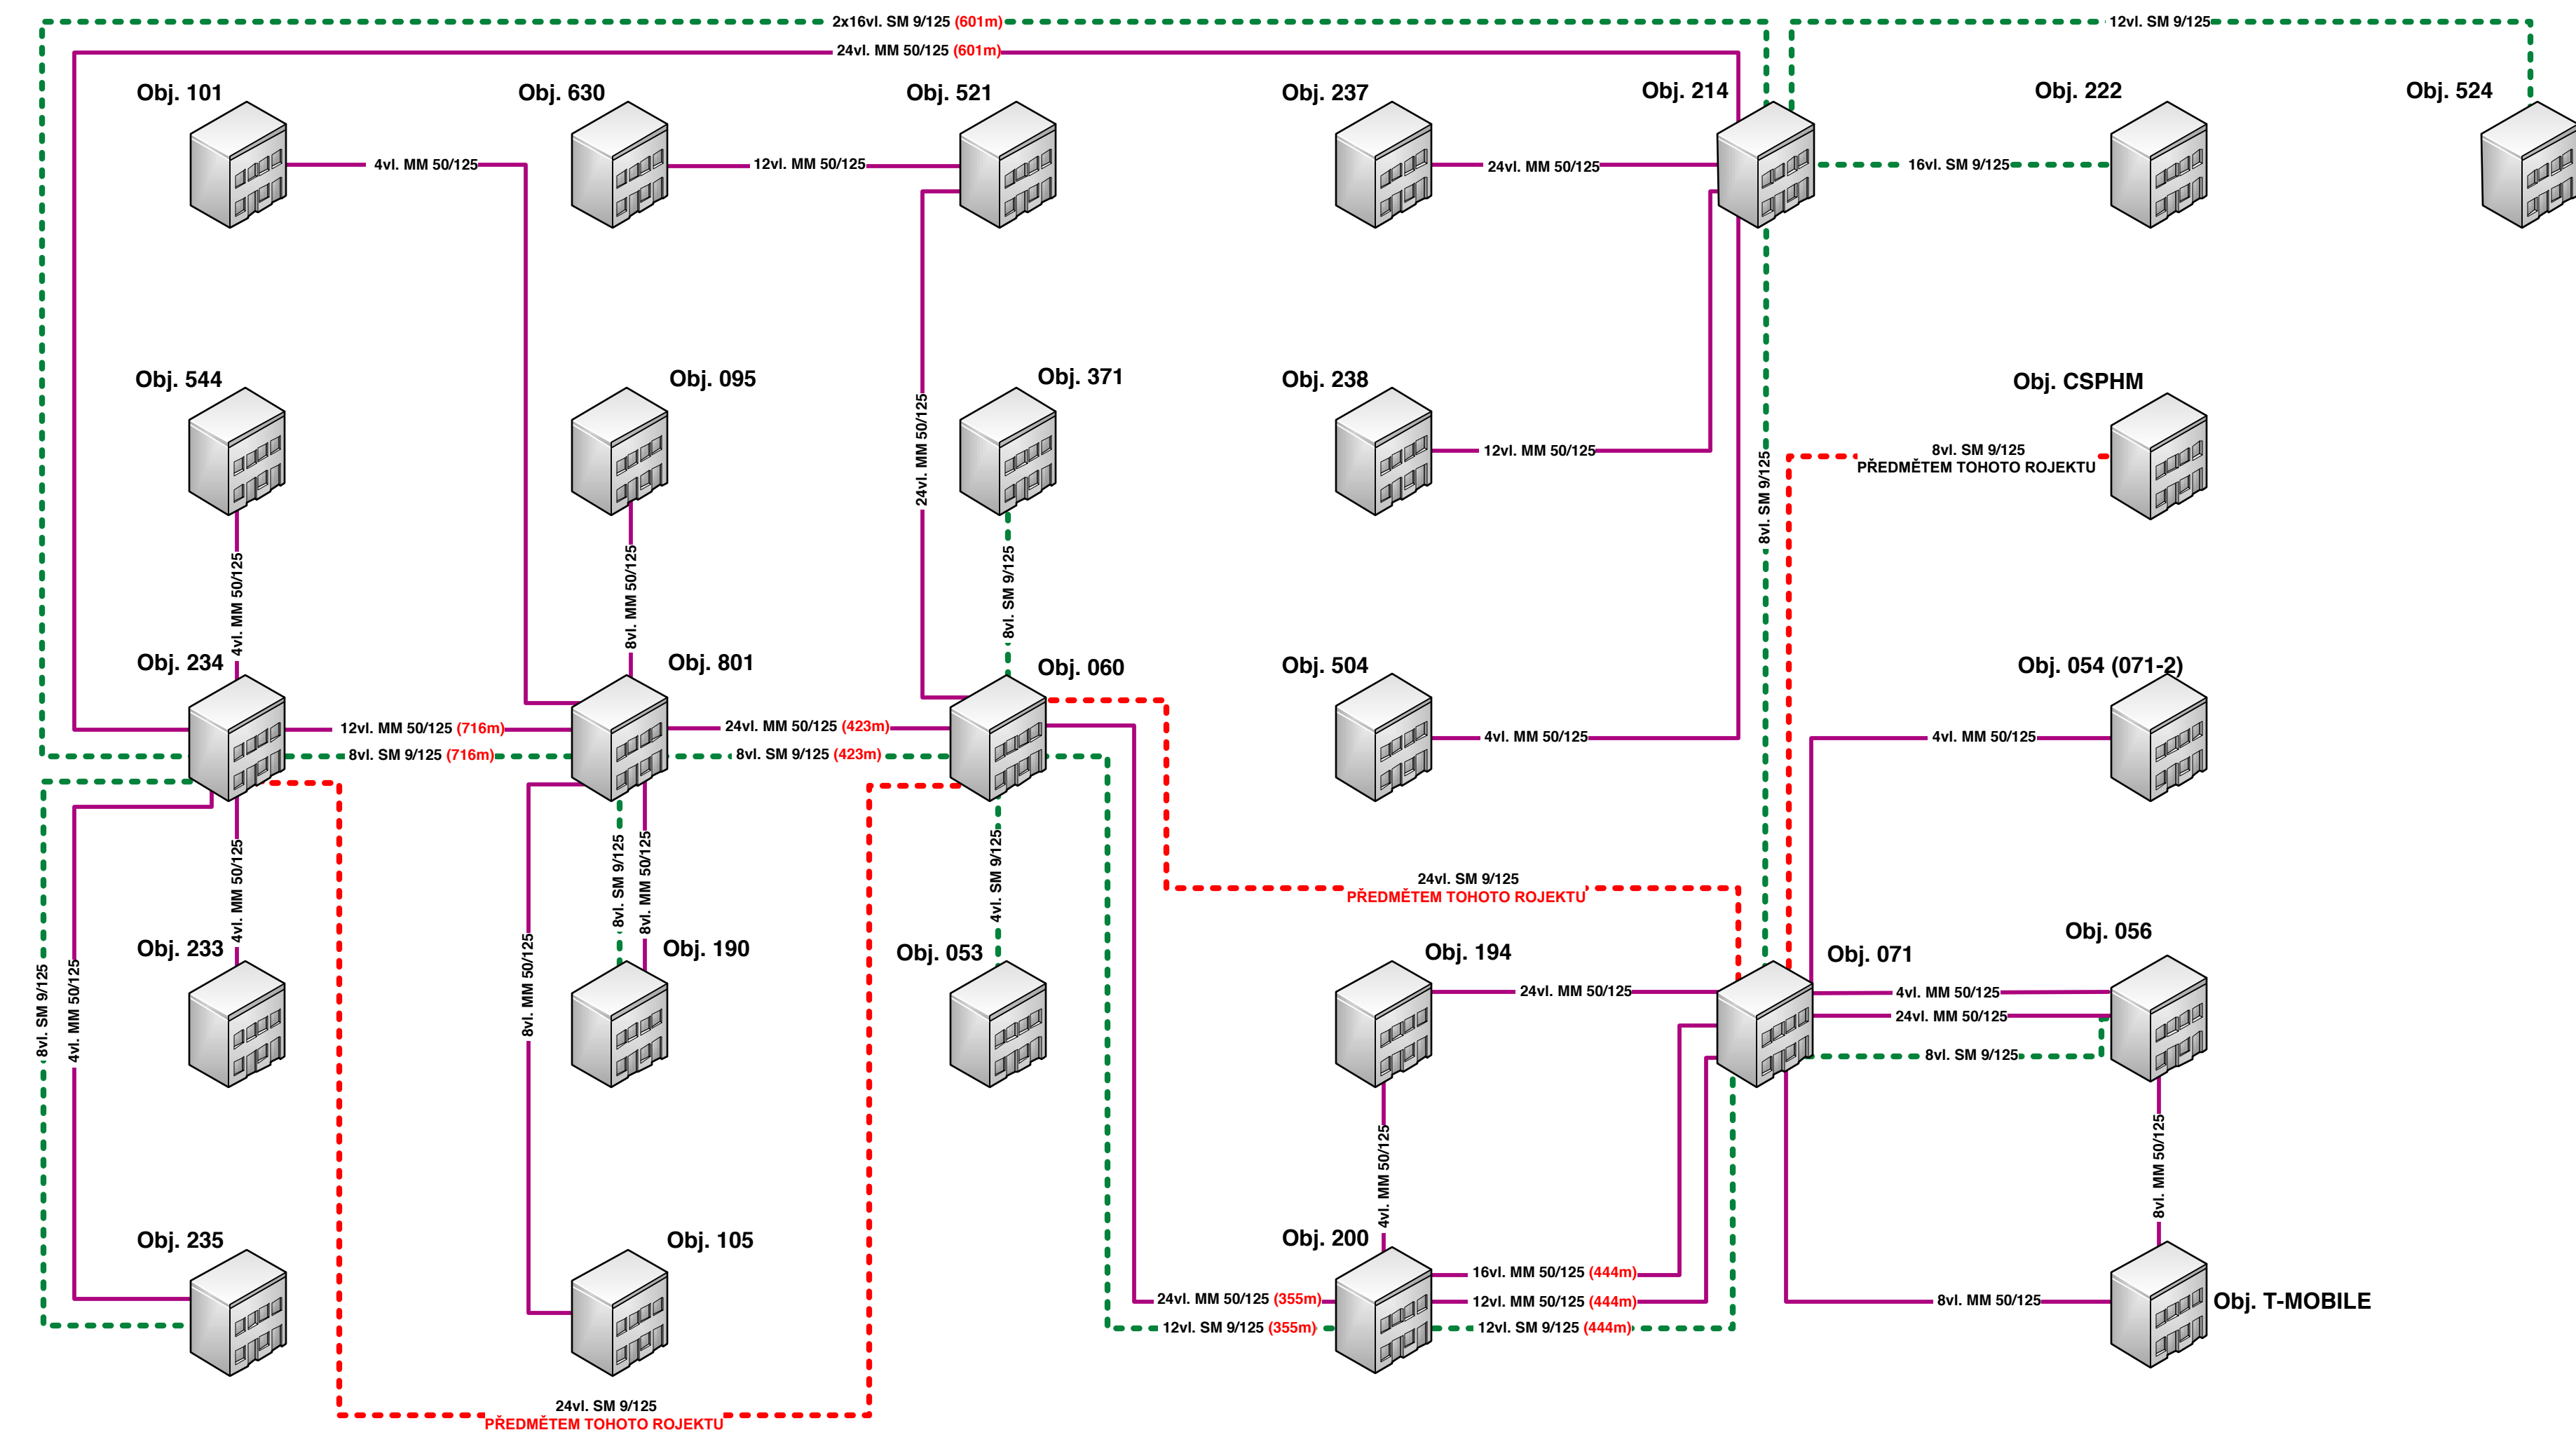 2x16vl. SM 9/125 (601m)
12vl. SM 9/125
24vl. MM 50/125 (601m)
Obj. 101
Obj. 630
Obj. 521
Obj. 237
Obj. 214
Obj. 222
Obj. 524
4vl. MM 50/125
12vl. MM 50/125
24vl. MM 50/125
16vl. SM 9/125
Obj. 544
Obj. 095
Obj. 371
Obj. 238
Obj. CSPHM
24vl. MM 50/125
12vl. MM 50/125
8vl. SM 9/125
8vl. SM 9/125
PŘEDMĚTEM TOHOTO ROJEKTU
4vl. MM 50/125
8vl. MM 50/125
8vl. SM 9/125
Obj. 234
Obj. 801
Obj. 060
Obj. 504
Obj. 054 (071-2)
12vl. MM 50/125 (716m)
24vl. MM 50/125 (423m)
4vl. MM 50/125
4vl. MM 50/125
8vl. SM 9/125 (716m)
8vl. SM 9/125 (423m)
4vl. MM 50/125
8vl. SM 9/125
8vl. MM 50/125
4vl. SM 9/125
24vl. SM 9/125
PŘEDMĚTEM TOHOTO ROJEKTU
Obj. 233
Obj. 190
Obj. 053
Obj. 194
Obj. 071
Obj. 056
8vl. SM 9/125
4vl. MM 50/125
8vl. MM 50/125
24vl. MM 50/125
4vl. MM 50/125
24vl. MM 50/125
8vl. SM 9/125
4vl. MM 50/125
8vl. MM 50/125
Obj. 235
Obj. 105
Obj. 200
16vl. MM 50/125 (444m)
24vl. MM 50/125 (355m)
12vl. MM 50/125 (444m)
8vl. MM 50/125
Obj. T-MOBILE
12vl. SM 9/125 (355m)
12vl. SM 9/125 (444m)
24vl. SM 9/125
PŘEDMĚTEM TOHOTO ROJEKTU